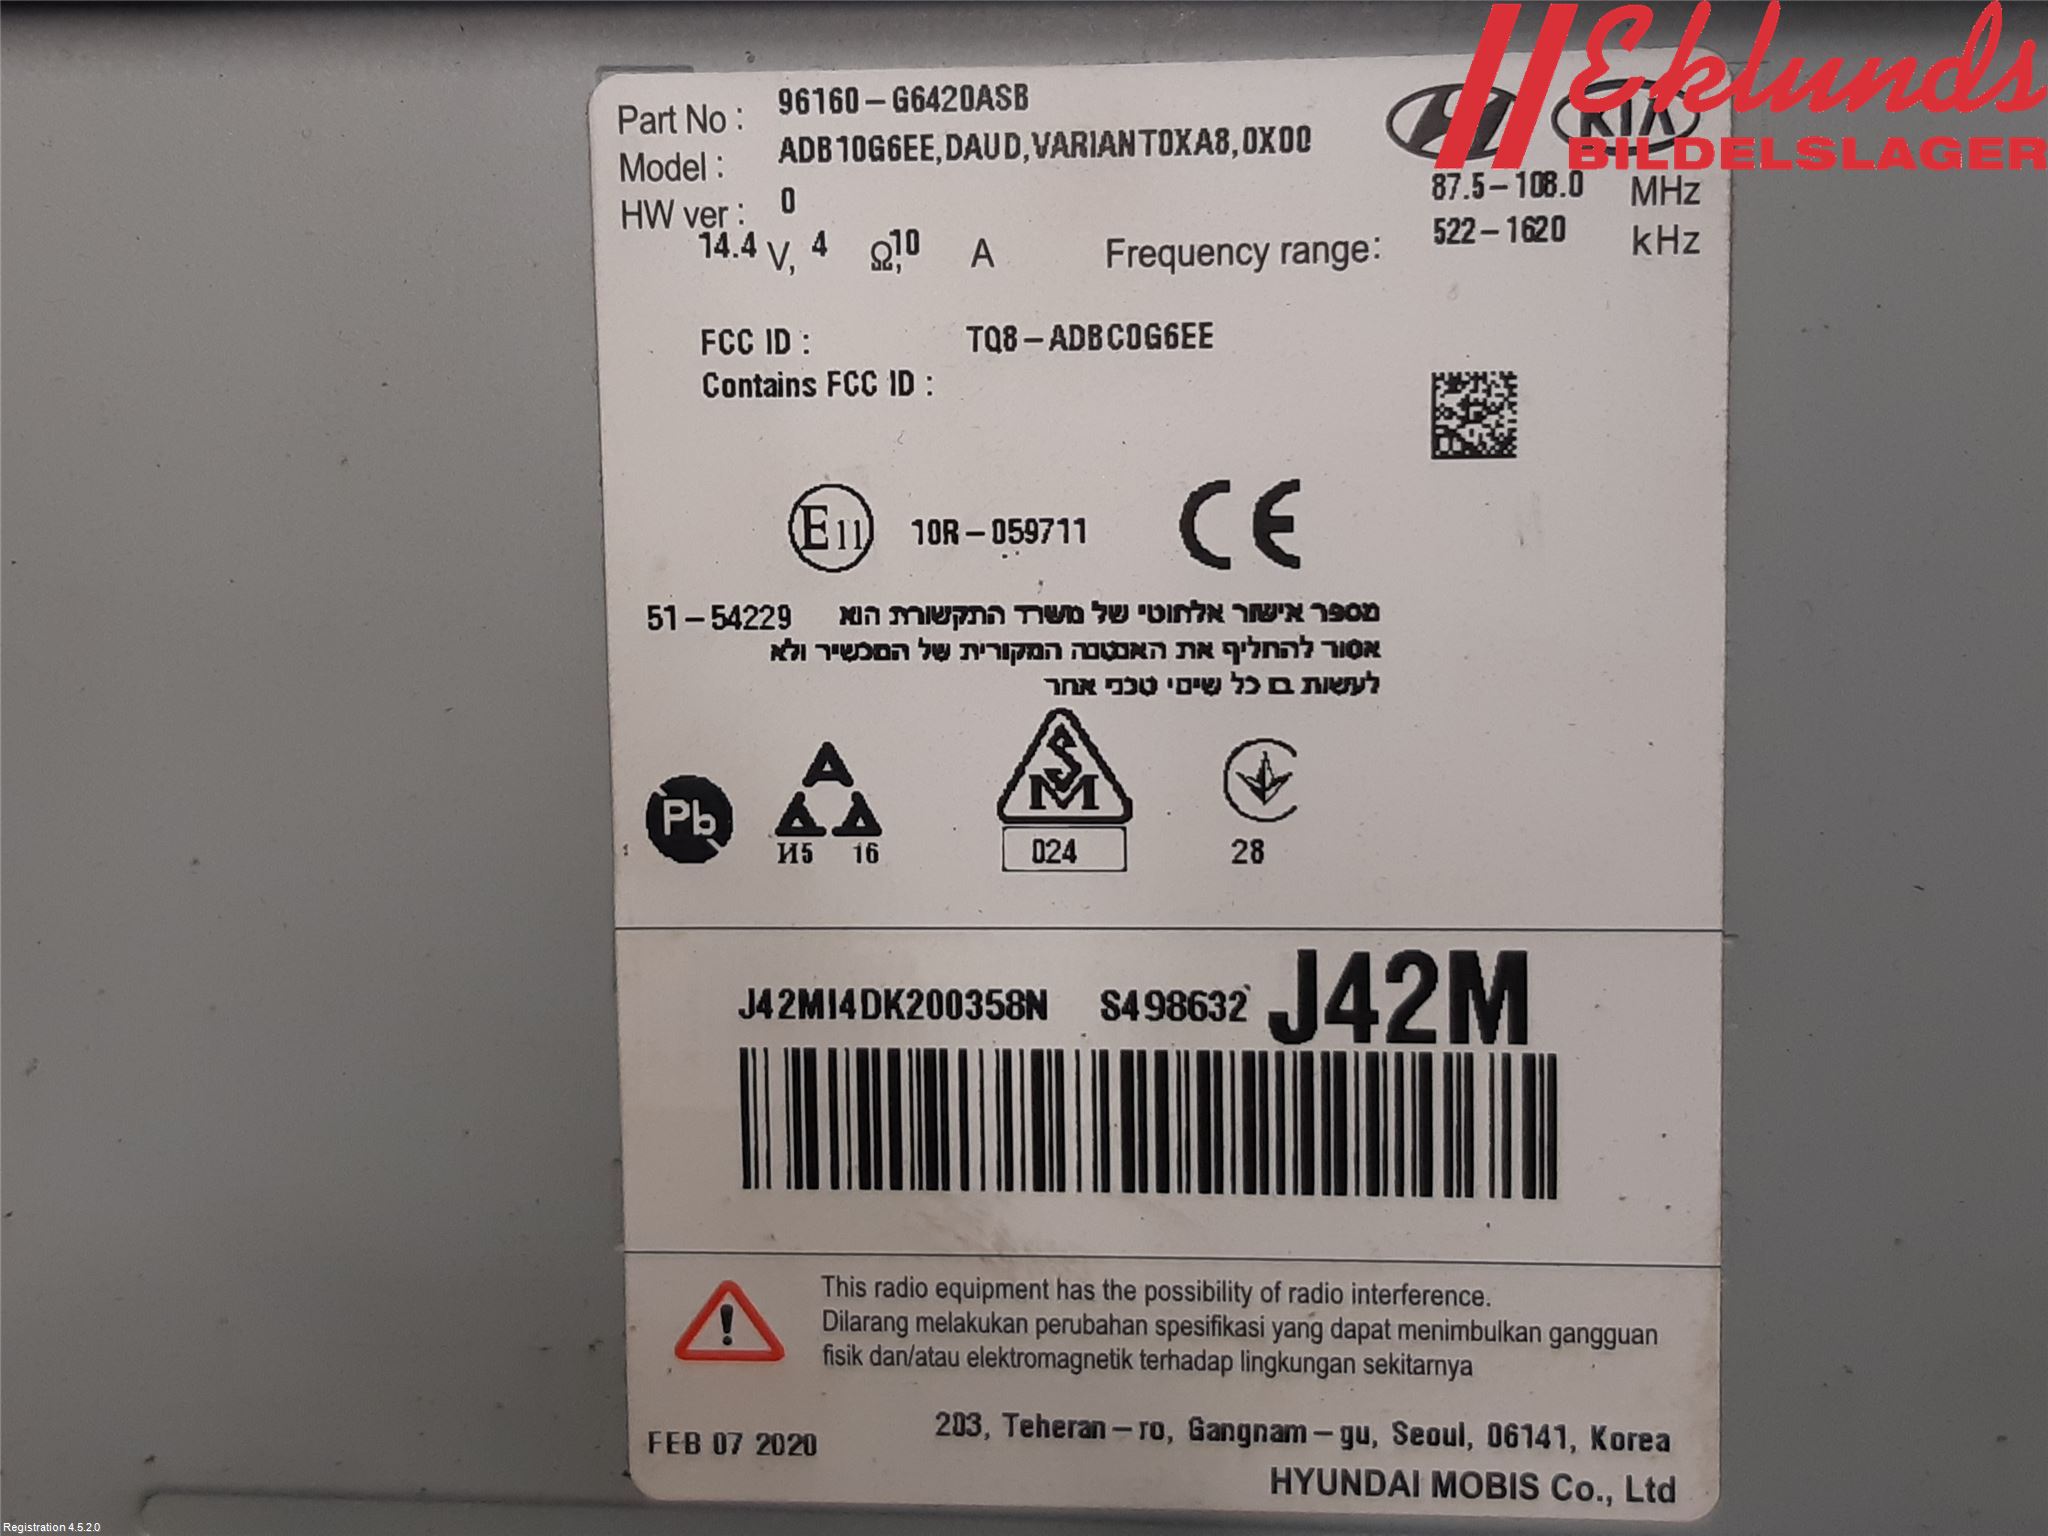 Eklunds
BILDELSLAGER
KIA
Part No : 96160-G6420ASB
Model : ADB10G6EE,DAUD,VARIANT0XA8,0X00
HW ver : 0
14.4 V, 4 Ω, 10 A
Frequency range: 87.5-108.0 MHz
522-1620 kHz
FCC ID : TQ8-ADBC0G6EE
Contains FCC ID :
E11 10R-059711 CE
מספר אישור אלחוטי של משרד התקשורת הוא 51-54229
אסור להחליף את האנטנה המקורית של המכשיר ולא
לעשות בו כל שינוי טכני אחר
Pb
И5 16
SM
024
28
J42MI4DK200358N S498632 J42M
This radio equipment has the possibility of radio interference.
Dilarang melakukan perubahan spesifikasi yang dapat menimbulkan gangguan
fisik dan/atau elektromagnetik terhadap lingkungan sekitarnya
FEB 07 2020
203, Teheran-ro, Gangnam-gu, Seoul, 06141, Korea
HYUNDAI MOBIS Co., Ltd
Registration 4.5.2.0